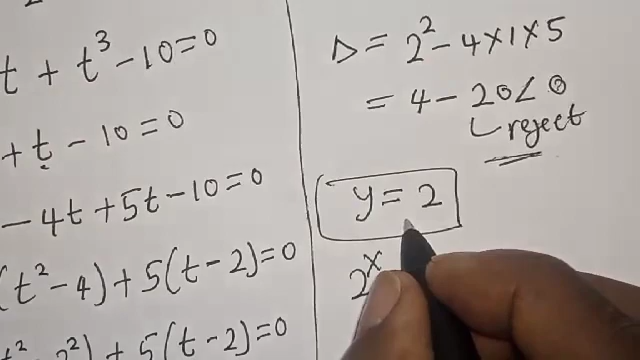 t + t³ - 10 = 0
+ t - 10 = 0
- 4t + 5t - 10 = 0
(t² - 4) + 5(t - 2) = 0
2²) + 5(t - 2) = 0
Δ = 2² - 4 × 1 × 5
= 4 - 20 < 0
reject
y = 2
2ˣ